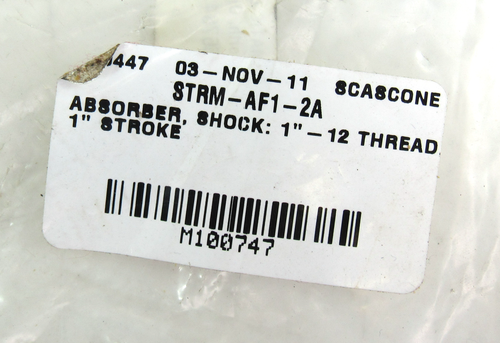 447 03-NOV-11 SCASCONE
STRM-AF1-2A
ABSORBER, SHOCK: 1"-12 THREAD
1" STROKE
M100747